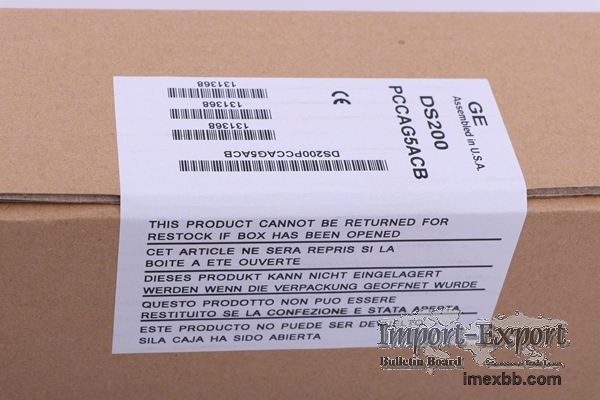 GE
Assembled in U.S.A.
DS200
PCCAG5ACB
CE
131368
131368
131368
DS200PCCAG5ACB
THIS PRODUCT CANNOT BE RETURNED FOR
RESTOCK IF BOX HAS BEEN OPENED
CET ARTICLE NE SERA REPRIS SI LA
BOITE A ETE OUVERTE
DIESES PRODUKT KANN NICHT EINGELAGERT
WERDEN WENN DIE VERPACKUNG GEOFFNET WURDE
QUESTO PRODOTTO NON PUO ESSERE
RESTITUITO SE LA CONFEZIONE E STATA APERTA
ESTE PRODUCTO NO PUEDE SER
SILA CAJA HA SIDO ABIERTA
Import-Export
Bulletin Board
imexbb.com